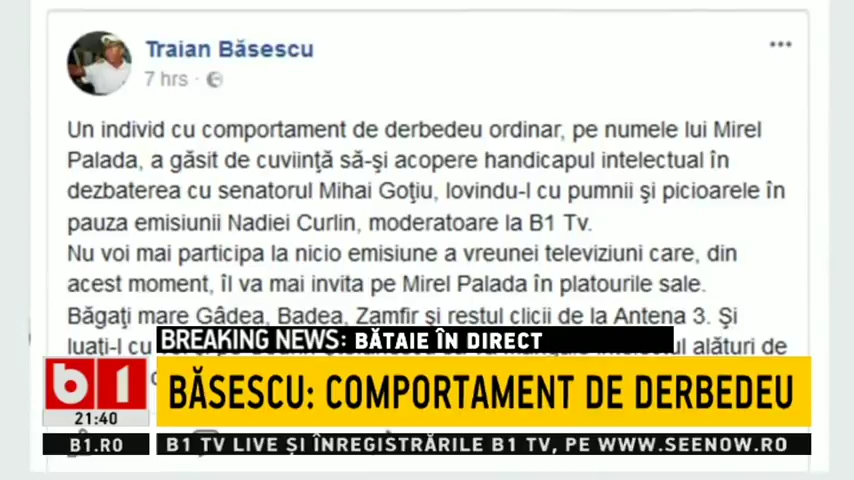 Traian Băsescu
7 hrs ·
Un individ cu comportament de derbedeu ordinar, pe numele lui Mirel
Palada, a găsit de cuviinţă să-şi acopere handicapul intelectual în
dezbaterea cu senatorul Mihai Goţiu, lovindu-l cu pumnii şi picioarele în
pauza emisiunii Nadiei Curlin, moderatoare la B1 Tv.
Nu voi mai participa la nicio emisiune a vreunei televiziuni care, din
acest moment, îl va mai invita pe Mirel Palada în platourile sale.
Băgaţi mare Gâdea, Badea, Zamfir şi restul clicii de la Antena 3. Şi
luaţi-l cu alături de
BREAKING NEWS: BĂTAIE ÎN DIRECT
b1
BĂSESCU: COMPORTAMENT DE DERBEDEU
21:40
B1.RO
B1 TV LIVE ȘI ÎNREGISTRĂRILE B1 TV, PE WWW.SEENOW.RO